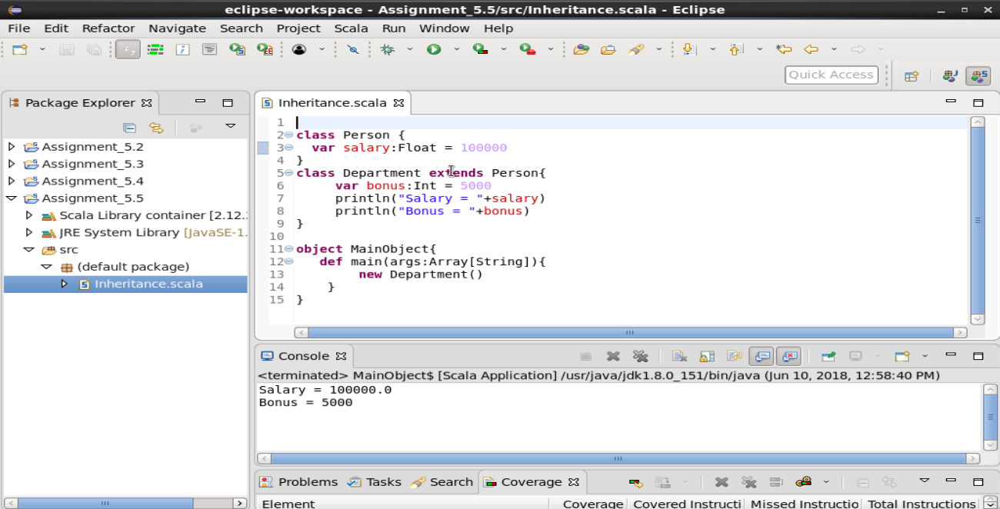 eclipse-workspace - Assignment_5.5/src/Inheritance.scala - Eclipse
File Edit Refactor Navigate Search Project Scala Run Window Help
Quick Access
Package Explorer
Assignment_5.2
Assignment_5.3
Assignment_5.4
Assignment_5.5
Scala Library container [2.12.
JRE System Library [JavaSE-1.
src
(default package)
Inheritance.scala
Inheritance.scala
1
2 class Person {
3   var salary:Float = 100000
4 }
5 class Department extends Person{
6      var bonus:Int = 5000
7      println("Salary = "+salary)
8      println("Bonus = "+bonus)
9 }
10
11 object MainObject{
12    def main(args:Array[String]){
13         new Department()
14     }
15 }
Console
<terminated> MainObject$ [Scala Application] /usr/java/jdk1.8.0_151/bin/java (Jun 10, 2018, 12:58:40 PM)
Salary = 100000.0
Bonus = 5000
Problems Tasks Search Coverage
Element Coverage Covered Instructi Missed Instructio Total Instructions